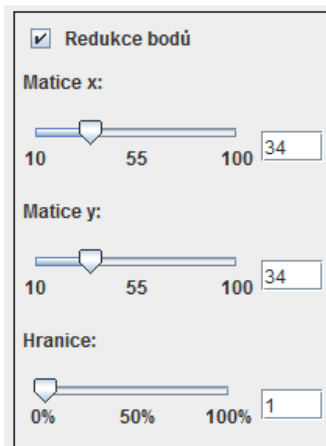 Redukce bodů
Matice x:
34
10 55 100
Matice y:
34
10 55 100
Hranice:
1
0% 50% 100%